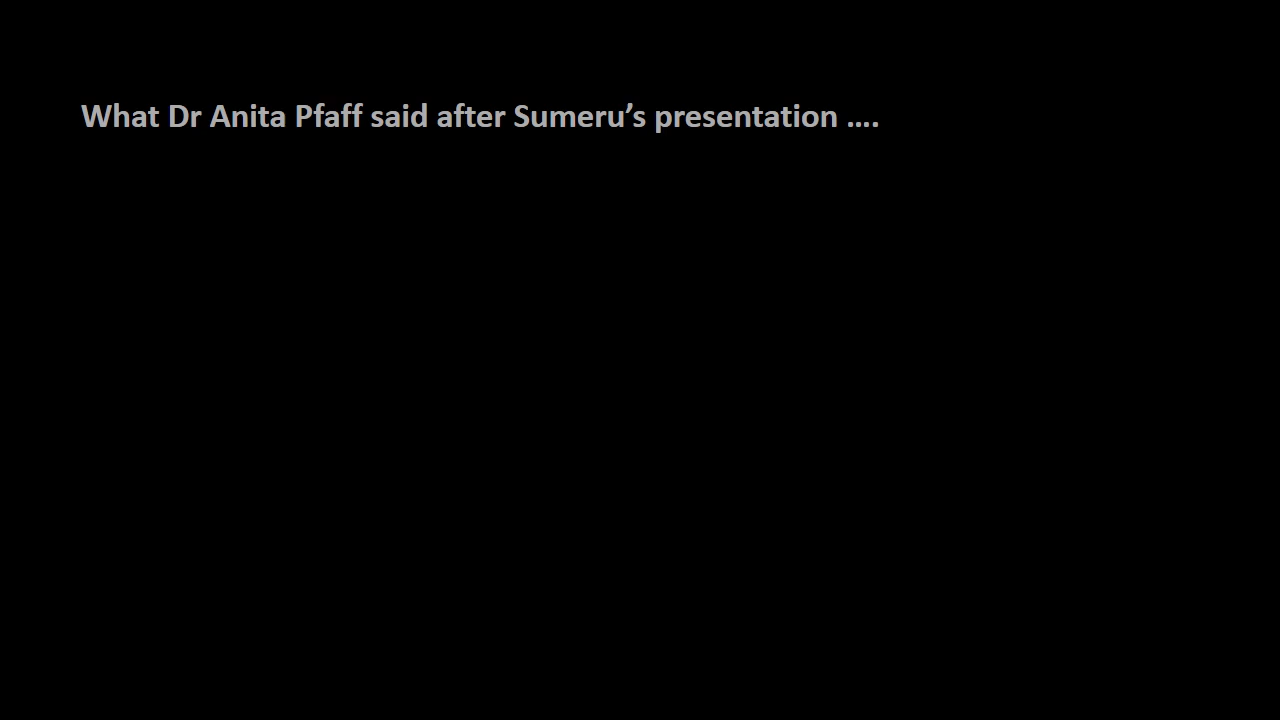 What Dr Anita Pfaff said after Sumeru’s presentation ....